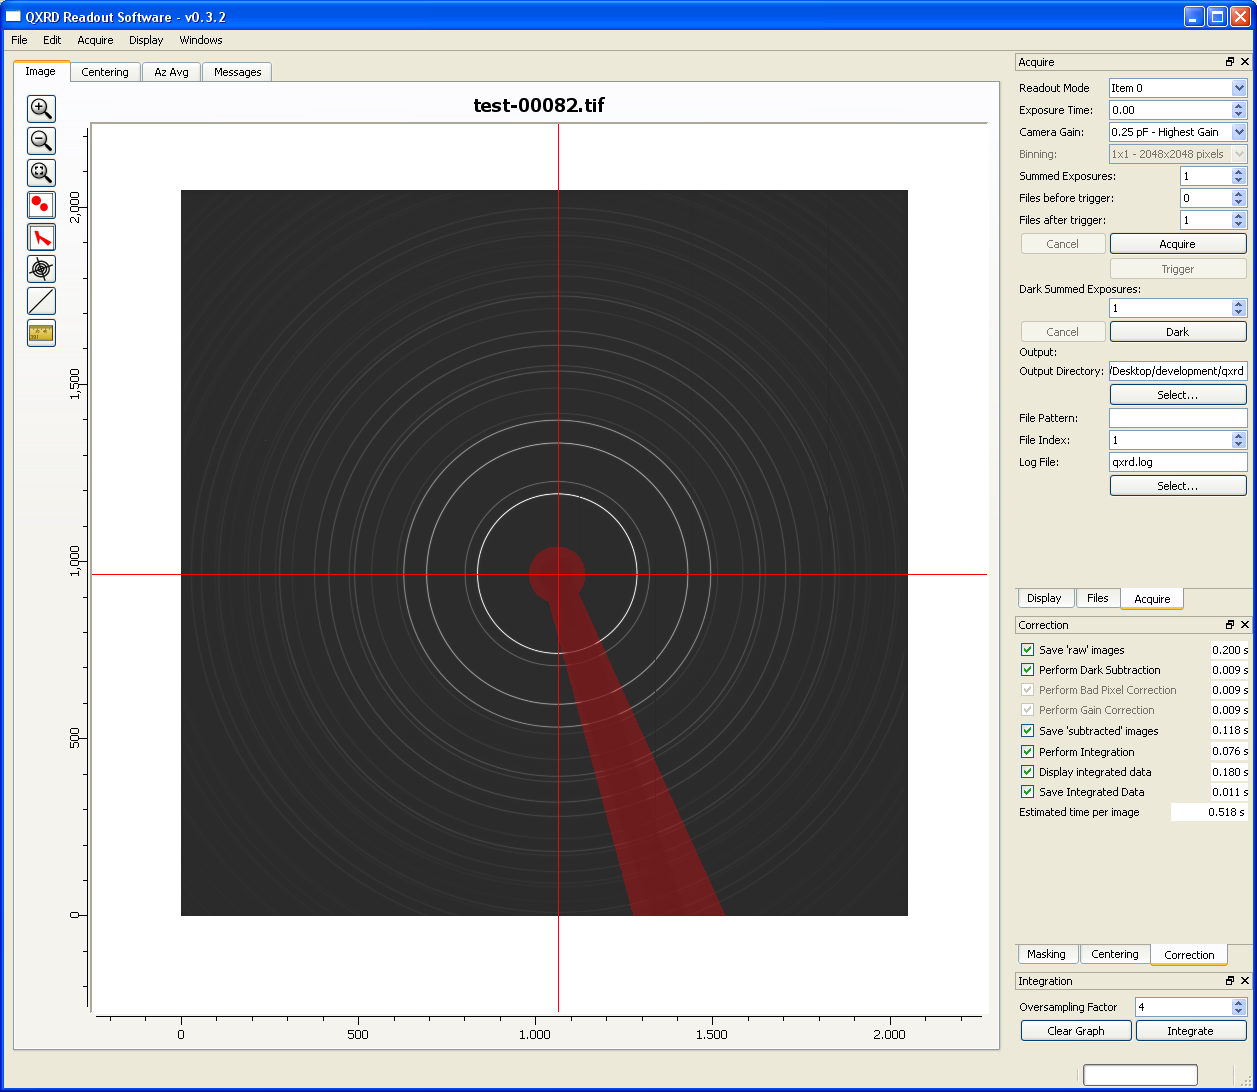 QXRD Readout Software - v0.3.2
File Edit Acquire Display Windows
Image Centering Az Avg Messages
test-00082.tif
2,000
1,500
1,000
500
0
0 500 1.000 1.500 2.000
Acquire
Readout Mode Item 0
Exposure Time: 0.00
Camera Gain: 0.25 pF - Highest Gain
Binning: 1x1 - 2048x2048 pixels
Summed Exposures: 1
Files before trigger: 0
Files after trigger: 1
Cancel Acquire
Trigger
Dark Summed Exposures:
1
Cancel Dark
Output:
Output Directory: /Desktop/development/qxrd
Select...
File Pattern:
File Index: 1
Log File: qxrd.log
Select...
Display Files Acquire
Correction
Save 'raw' images 0.200 s
Perform Dark Subtraction 0.009 s
Perform Bad Pixel Correction 0.009 s
Perform Gain Correction 0.009 s
Save 'subtracted' images 0.118 s
Perform Integration 0.076 s
Display integrated data 0.180 s
Save Integrated Data 0.011 s
Estimated time per image 0.518 s
Masking Centering Correction
Integration
Oversampling Factor 4
Clear Graph Integrate